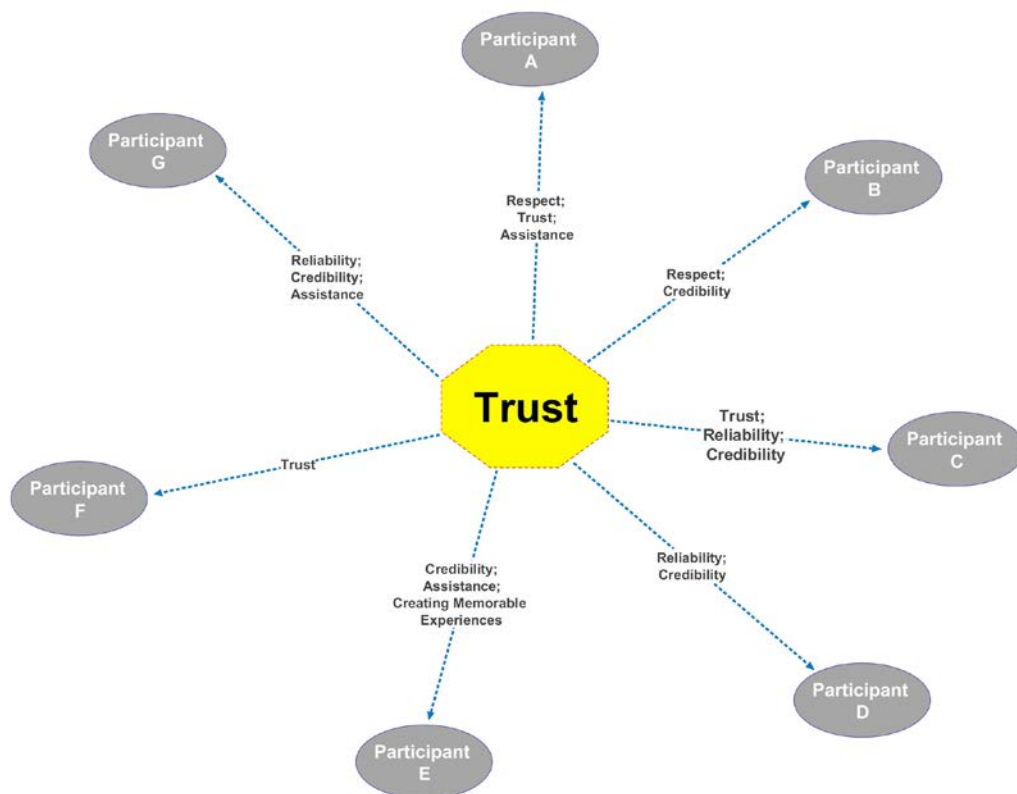 Participant
A
Participant
G
Participant
B
Respect;
Trust;
Assistance
Reliability;
Credibility;
Assistance
Respect;
Credibility
Trust
Trust;
Reliability;
Credibility
Participant
C
Trust
Participant
F
Reliability;
Credibility
Credibility;
Assistance;
Creating Memorable
Experiences
Participant
D
Participant
E